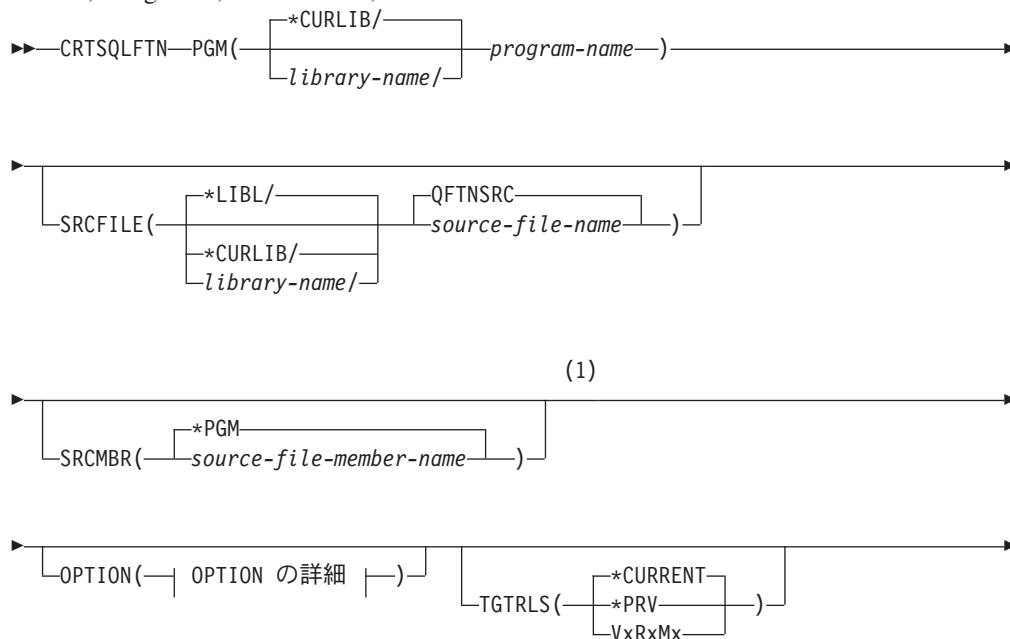 *CURLIB/
CRTSQLFTN PGM( program-name )
library-name/
*LIBL/ QFTNSRC
SRCFILE( source-file-name )
*CURLIB/
library-name/
(1)
*PGM
SRCMBR( source-file-member-name )
OPTION( OPTION の詳細 ) *CURRENT
TGTRLS( *PRV )
VxRxMx